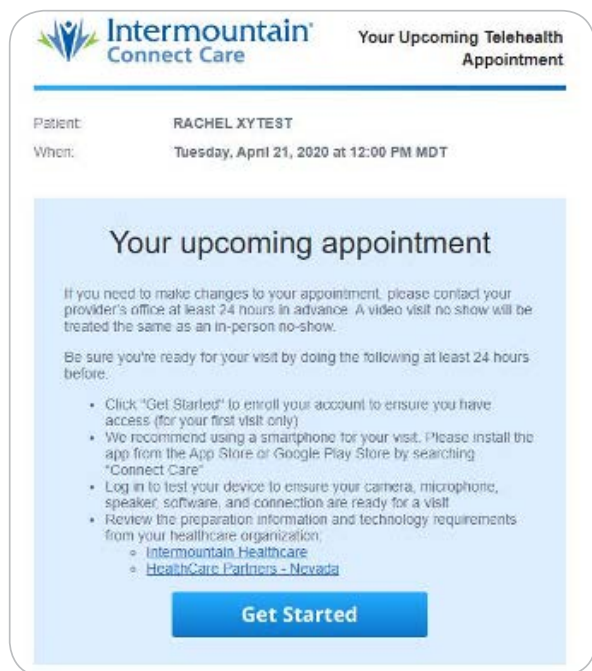 Intermountain®
Connect Care
Your Upcoming Telehealth
Appointment
Patient: RACHEL XYTEST
When: Tuesday, April 21, 2020 at 12:00 PM MDT
Your upcoming appointment
If you need to make changes to your appointment, please contact your
provider's office at least 24 hours in advance. A video visit no show will be
treated the same as an in-person no-show.
Be sure you're ready for your visit by doing the following at least 24 hours
before.
• Click "Get Started" to enroll your account to ensure you have
access (for your first visit only)
• We recommend using a smartphone for your visit. Please install the
app from the App Store or Google Play Store by searching
"Connect Care"
• Log in to test your device to ensure your camera, microphone,
speaker, software, and connection are ready for a visit
• Review the preparation information and technology requirements
from your healthcare organization:
◦ Intermountain Healthcare
◦ HealthCare Partners - Nevada
Get Started